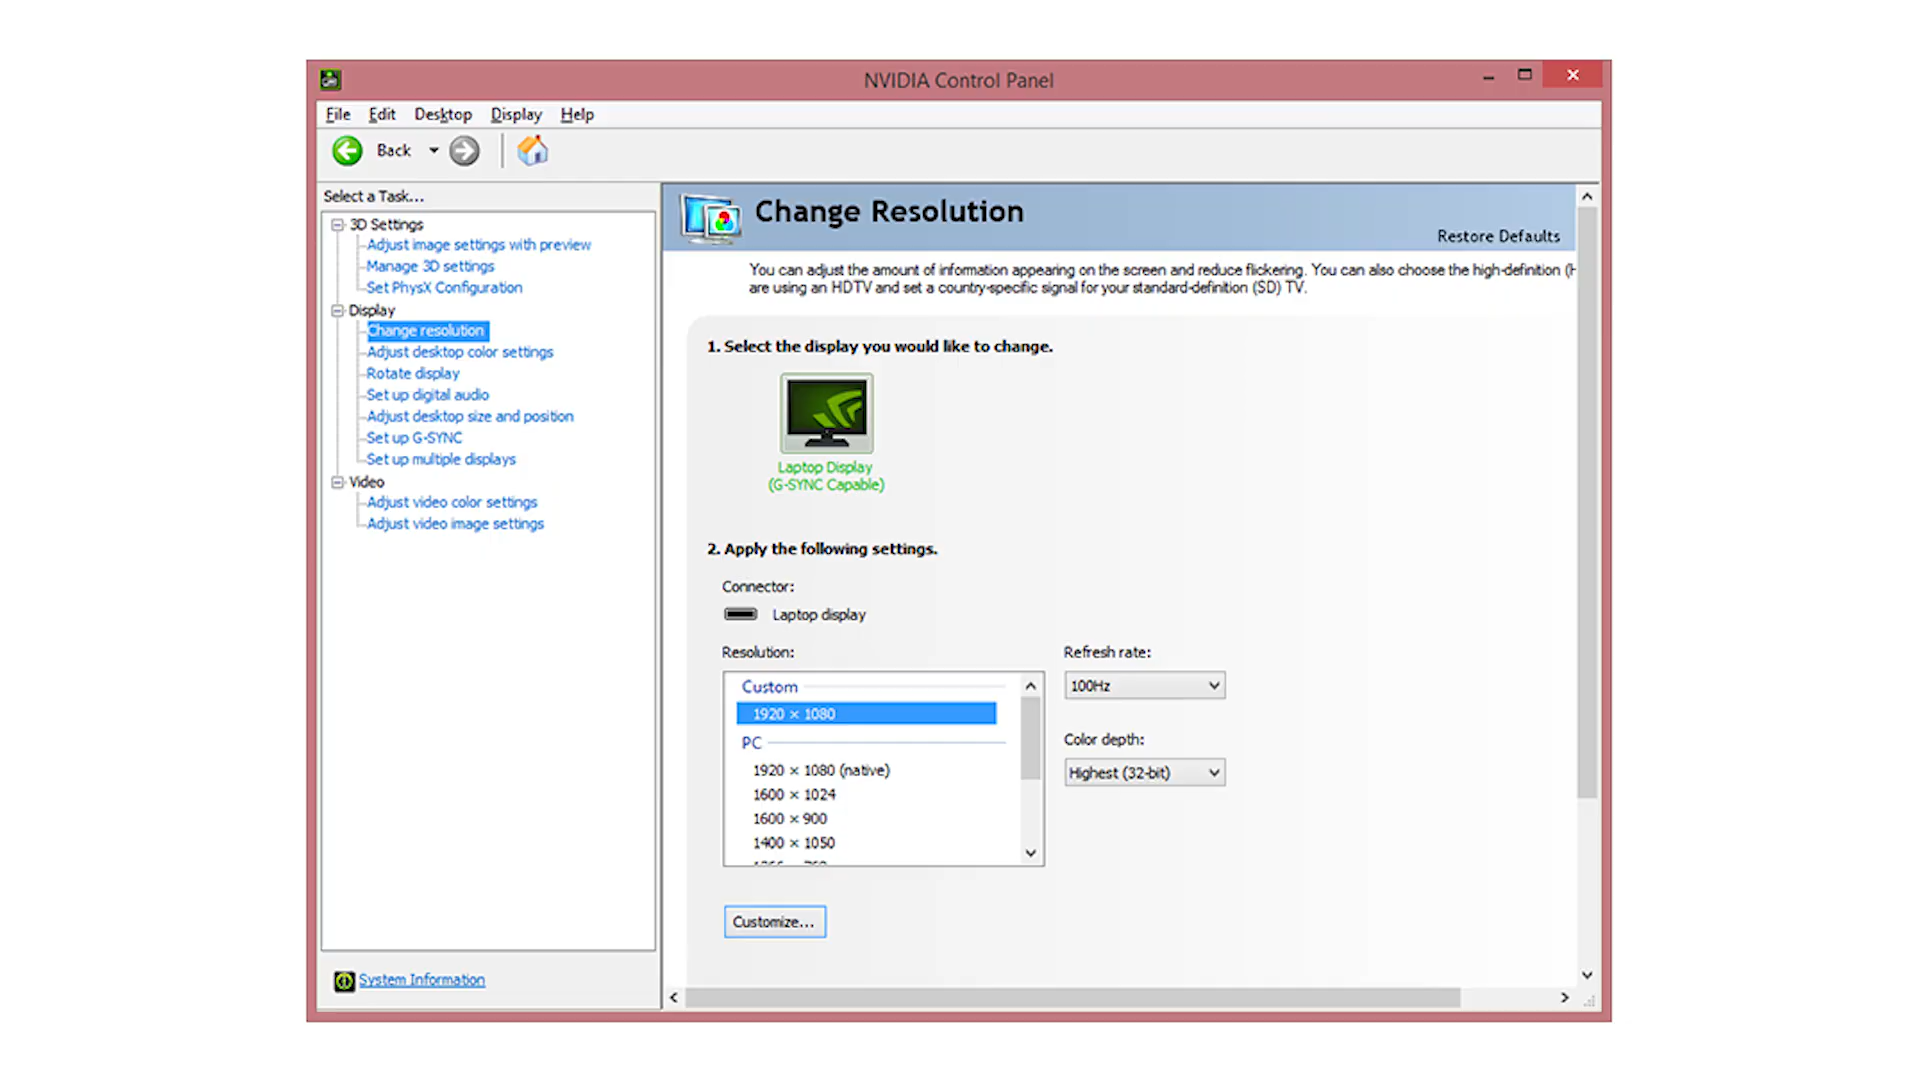 NVIDIA Control Panel
File Edit Desktop Display Help
Back
Select a Task...
3D Settings
Adjust image settings with preview
Manage 3D settings
Set PhysX Configuration
Display
Change resolution
Adjust desktop color settings
Rotate display
Set up digital audio
Adjust desktop size and position
Set up G-SYNC
Set up multiple displays
Video
Adjust video color settings
Adjust video image settings
System Information
Change Resolution
Restore Defaults
You can adjust the amount of information appearing on the screen and reduce flickering. You can also choose the high-definition (H
are using an HDTV and set a country-specific signal for your standard-definition (SD) TV.
1. Select the display you would like to change.
Laptop Display
(G-SYNC Capable)
2. Apply the following settings.
Connector:
Laptop display
Resolution:
Custom
1920 × 1080
PC
1920 × 1080 (native)
1600 × 1024
1600 × 900
1400 × 1050
Refresh rate:
100Hz
Color depth:
Highest (32-bit)
Customize...